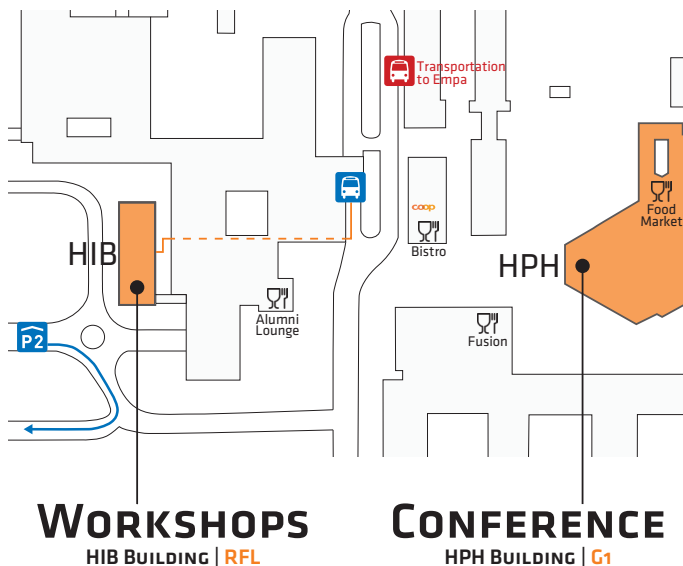 Transportation
to Empa
coop
Bistro
Food
Market
HIB
HPH
Alumni
Lounge
Fusion
P2
WORKSHOPS
HIB BUILDING | RFL
CONFERENCE
HPH BUILDING | G1